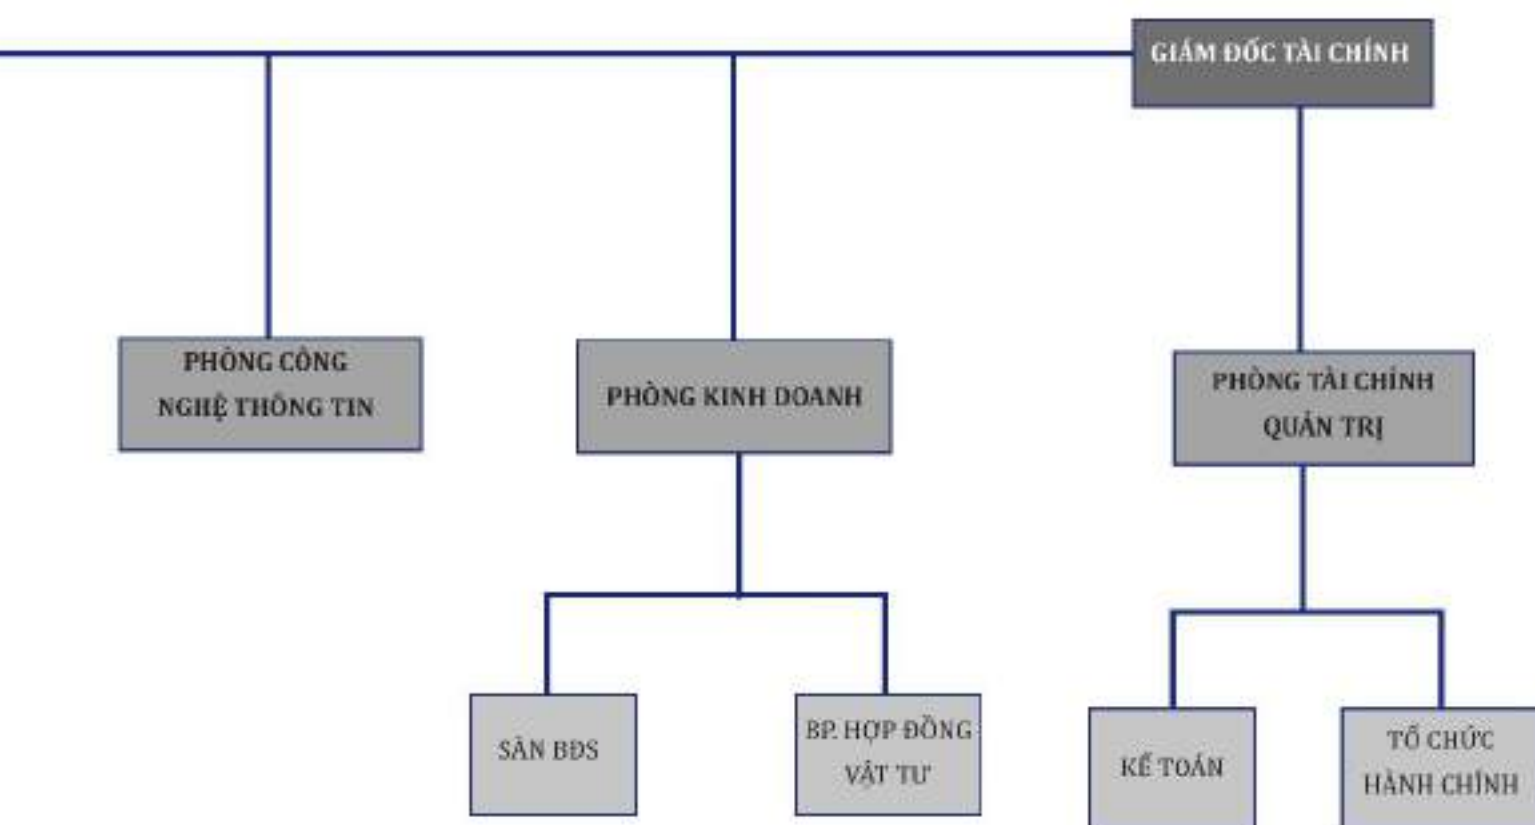 GIÁM ĐỐC TÀI CHÍNH
PHÒNG CÔNG
NGHỆ THÔNG TIN
PHÒNG KINH DOANH
PHÒNG TÀI CHÍNH
QUẢN TRỊ
SÀN BĐS
BP. HỢP ĐỒNG
VẬT TƯ
KẾ TOÁN
TỔ CHỨC
HÀNH CHÍNH